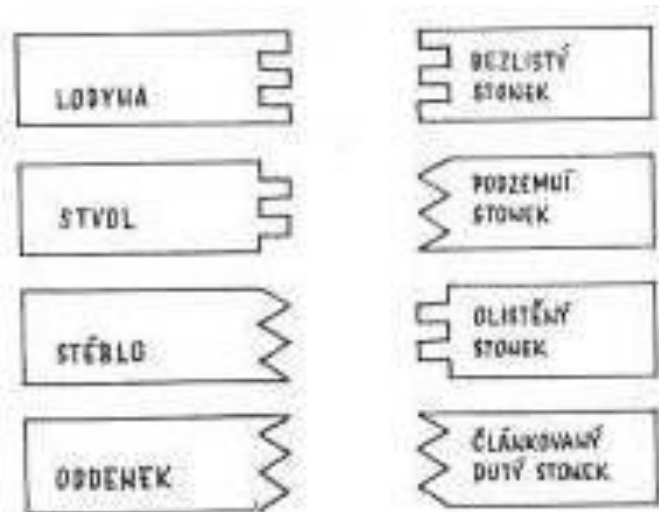 LODYHA
BEZLISTÝ
STONEK
STVOL
PODZEMNÍ
STONEK
STÉBLO
OLISTĚNÝ
STONEK
ODDENEK
ČLÁNKOVANÝ
DUTÝ STONEK